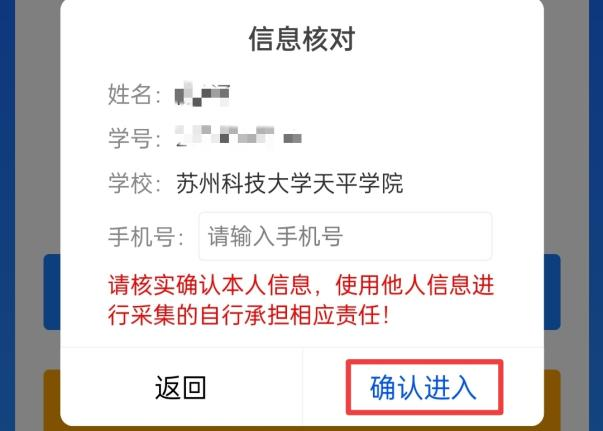 信息核对
姓名：
学号：
学校：苏州科技大学天平学院
手机号：请输入手机号
请核实确认本人信息，使用他人信息进
行采集的自行承担相应责任！
返回 确认进入